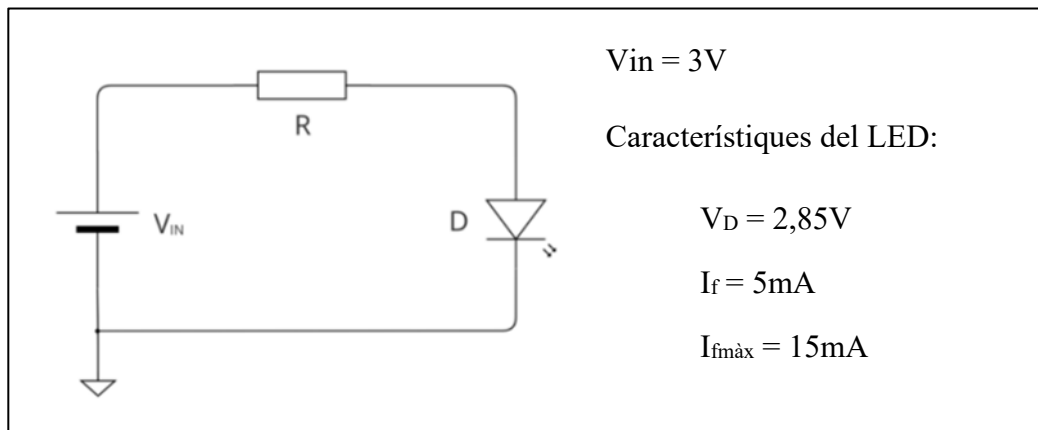 Vin = 3V
R
Característiques del LED:
V_IN
D
V_D = 2,85V
I_f = 5mA
I_fmàx = 15mA